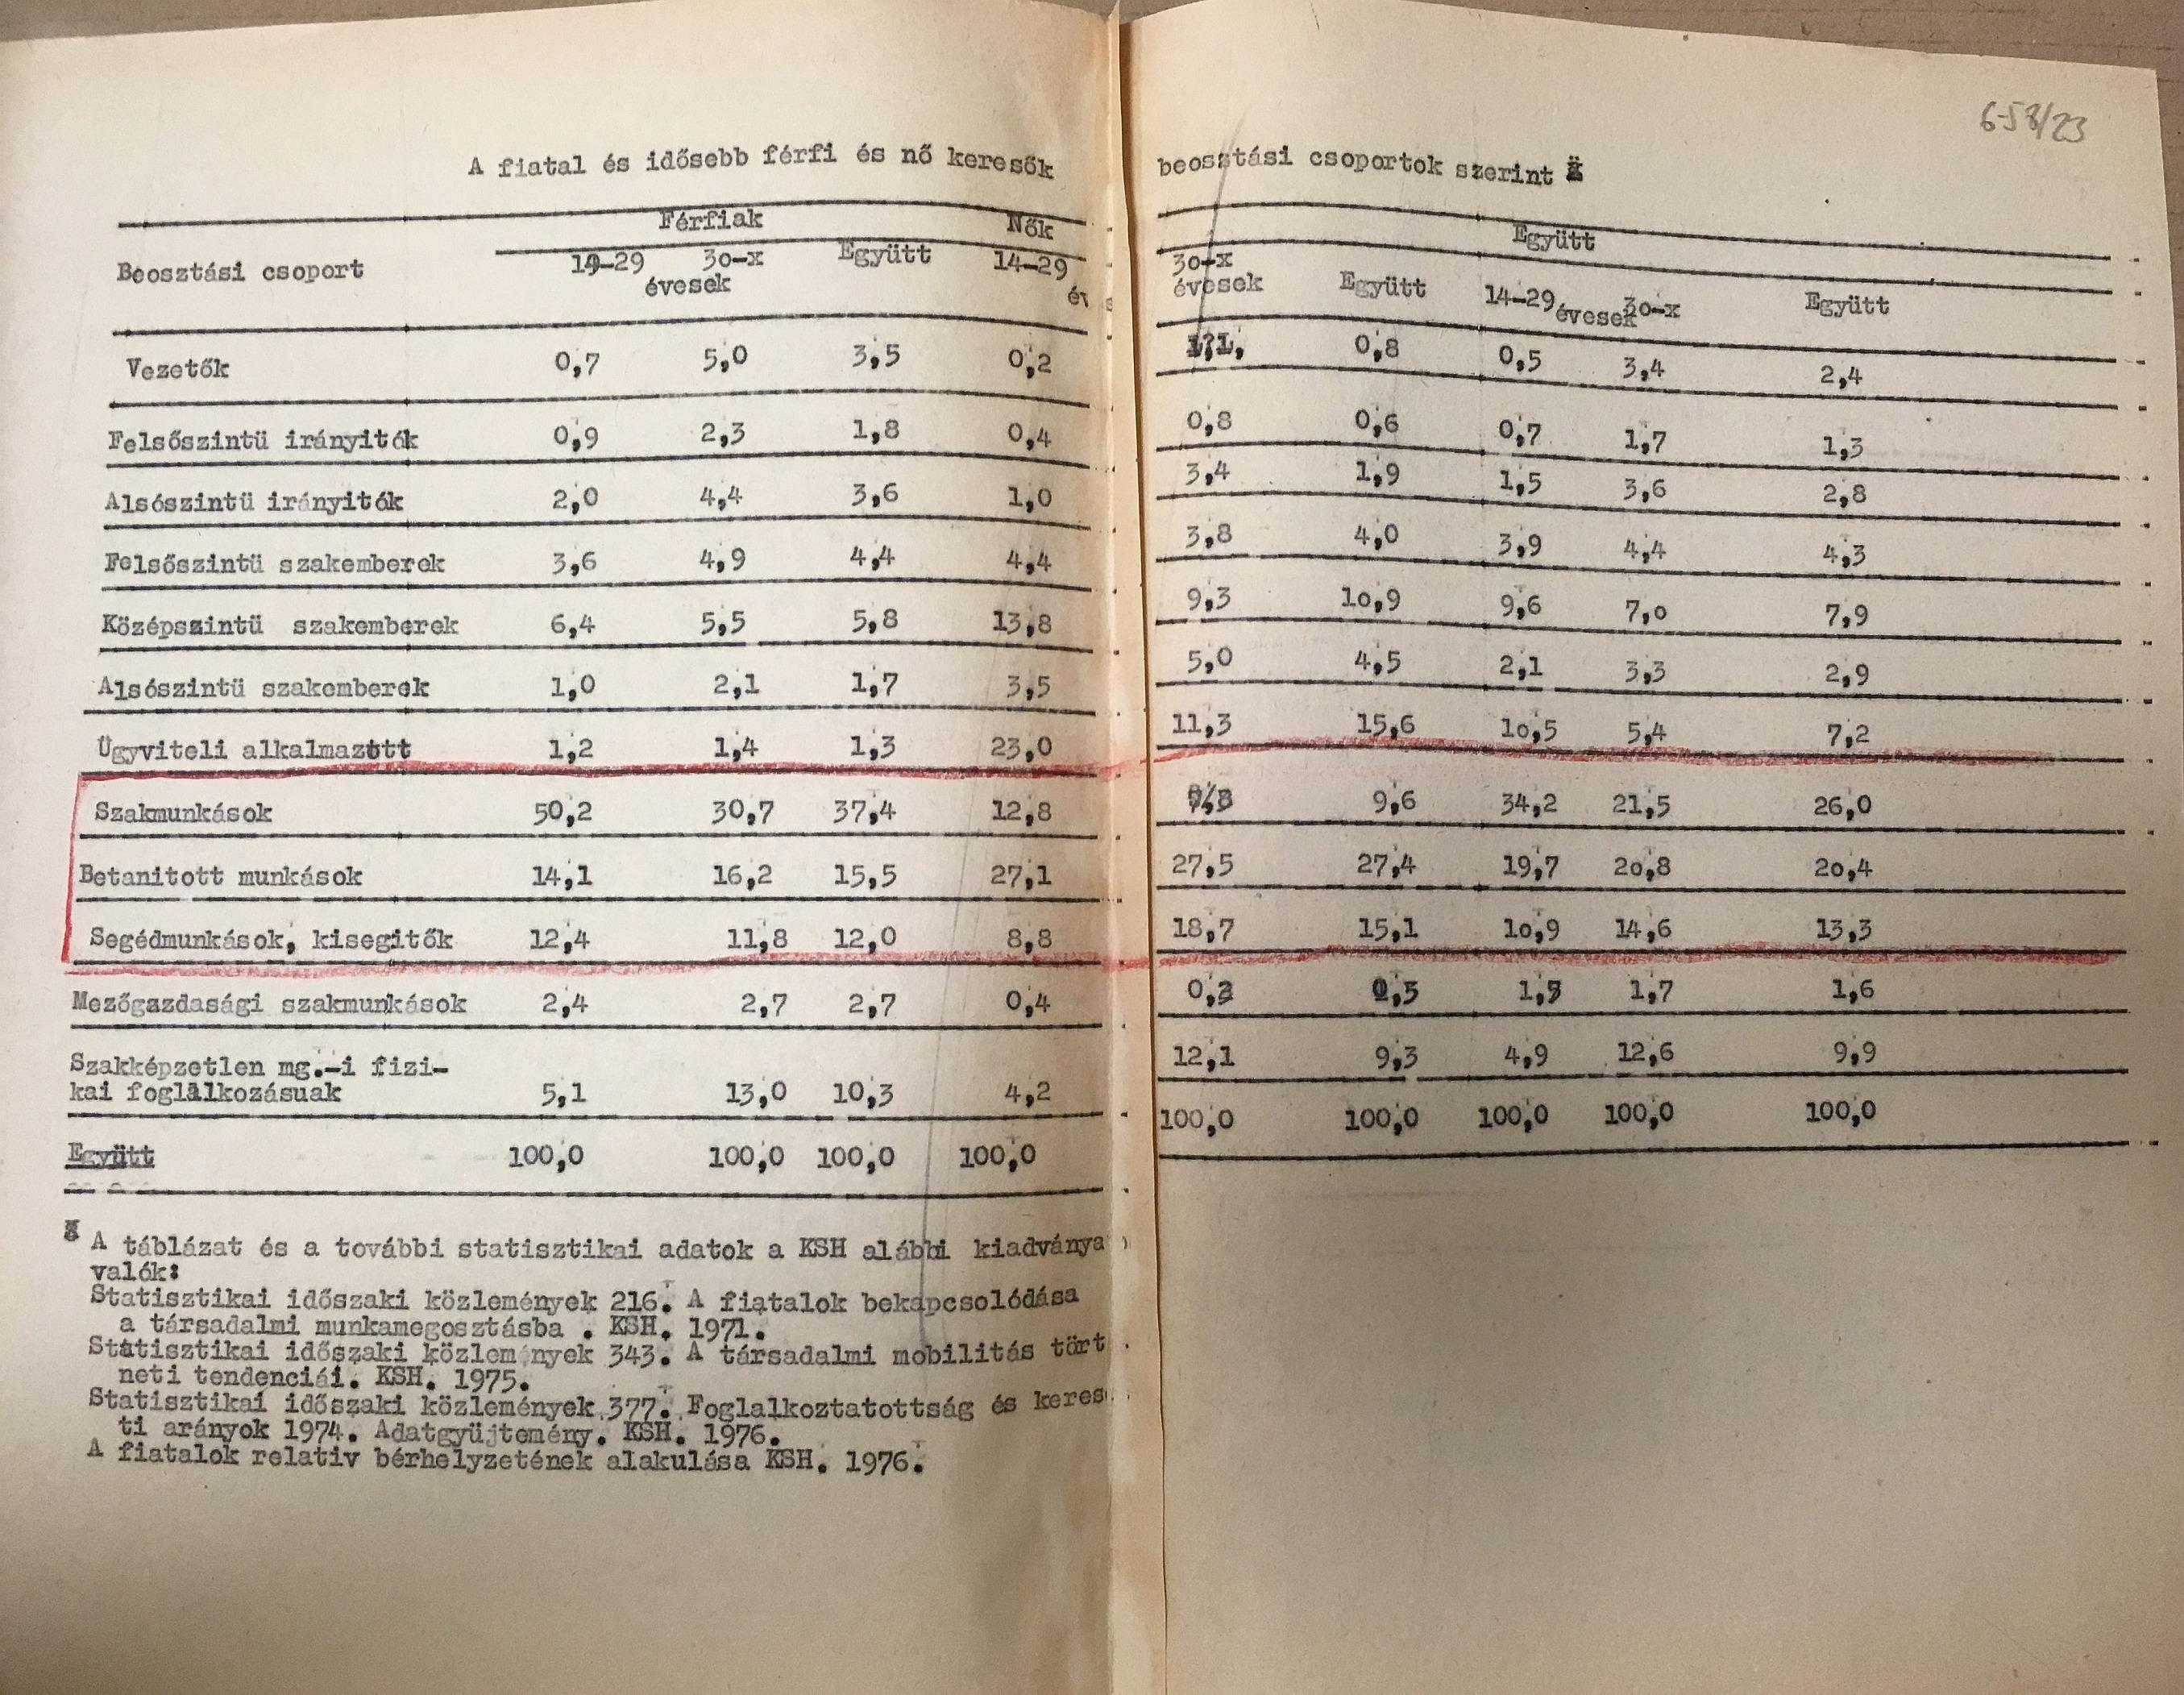 658/23
A fiatal és idősebb férfi és nő keresők beosztási csoportok szerint
Férfiak Nők Együtt
Beosztási csoport 14-29 30-x Együtt 14-29 30-x Együtt 14-29 30-x Együtt
évesek év évesek évesek
Vezetők 0,7 5,0 3,5 0,2 0,8 0,5 3,4 2,4
Felsőszintü irányitók 0,9 2,3 1,8 0,4 0,8 0,6 0,7 1,7 1,3
Alsószintü irányitók 2,0 4,4 3,6 1,0 3,4 1,9 1,5 3,6 2,8
Felsőszintü szakemberek 3,6 4,9 4,4 4,4 3,8 4,0 3,9 4,4 4,3
Középszintü szakemberek 6,4 5,5 5,8 13,8 9,3 10,9 9,6 7,0 7,9
Alsószintü szakemberek 1,0 2,1 1,7 3,5 5,0 4,5 2,1 3,3 2,9
Ügyviteli alkalmazott 1,2 1,4 1,3 23,0 11,3 15,6 10,5 5,4 7,2
Szakmunkások 50,2 30,7 37,4 12,8 9,6 34,2 21,5 26,0
Betanitott munkások 14,1 16,2 15,5 27,1 27,5 27,4 19,7 20,8 20,4
Segédmunkások, kisegitők 12,4 11,8 12,0 8,8 18,7 15,1 10,9 14,6 13,3
Mezőgazdasági szakmunkások 2,4 2,7 2,7 0,4 1,7 1,6
Szakképzetlen mg.-i fizi-
kai foglalkozásuak 5,1 13,0 10,3 4,2 12,1 9,3 4,9 12,6 9,9
Együtt 100,0 100,0 100,0 100,0 100,0 100,0 100,0 100,0 100,0
A táblázat és a további statisztikai adatok a KSH alábbi kiadványa
valók:
Statisztikai időszaki közlemények 216. A fiatalok bekapcsolódása
a társadalmi munkamegosztásba . KSH. 1971.
Statisztikai időszaki közlemények 343. A társadalmi mobilitás tört
neti tendenciái. KSH. 1975.
Statisztikai időszaki közlemények 377. Foglalkoztatottság és keres
ti arányok 1974. Adatgyüjtemény. KSH. 1976.
A fiatalok relativ bérhelyzetének alakulása KSH. 1976.